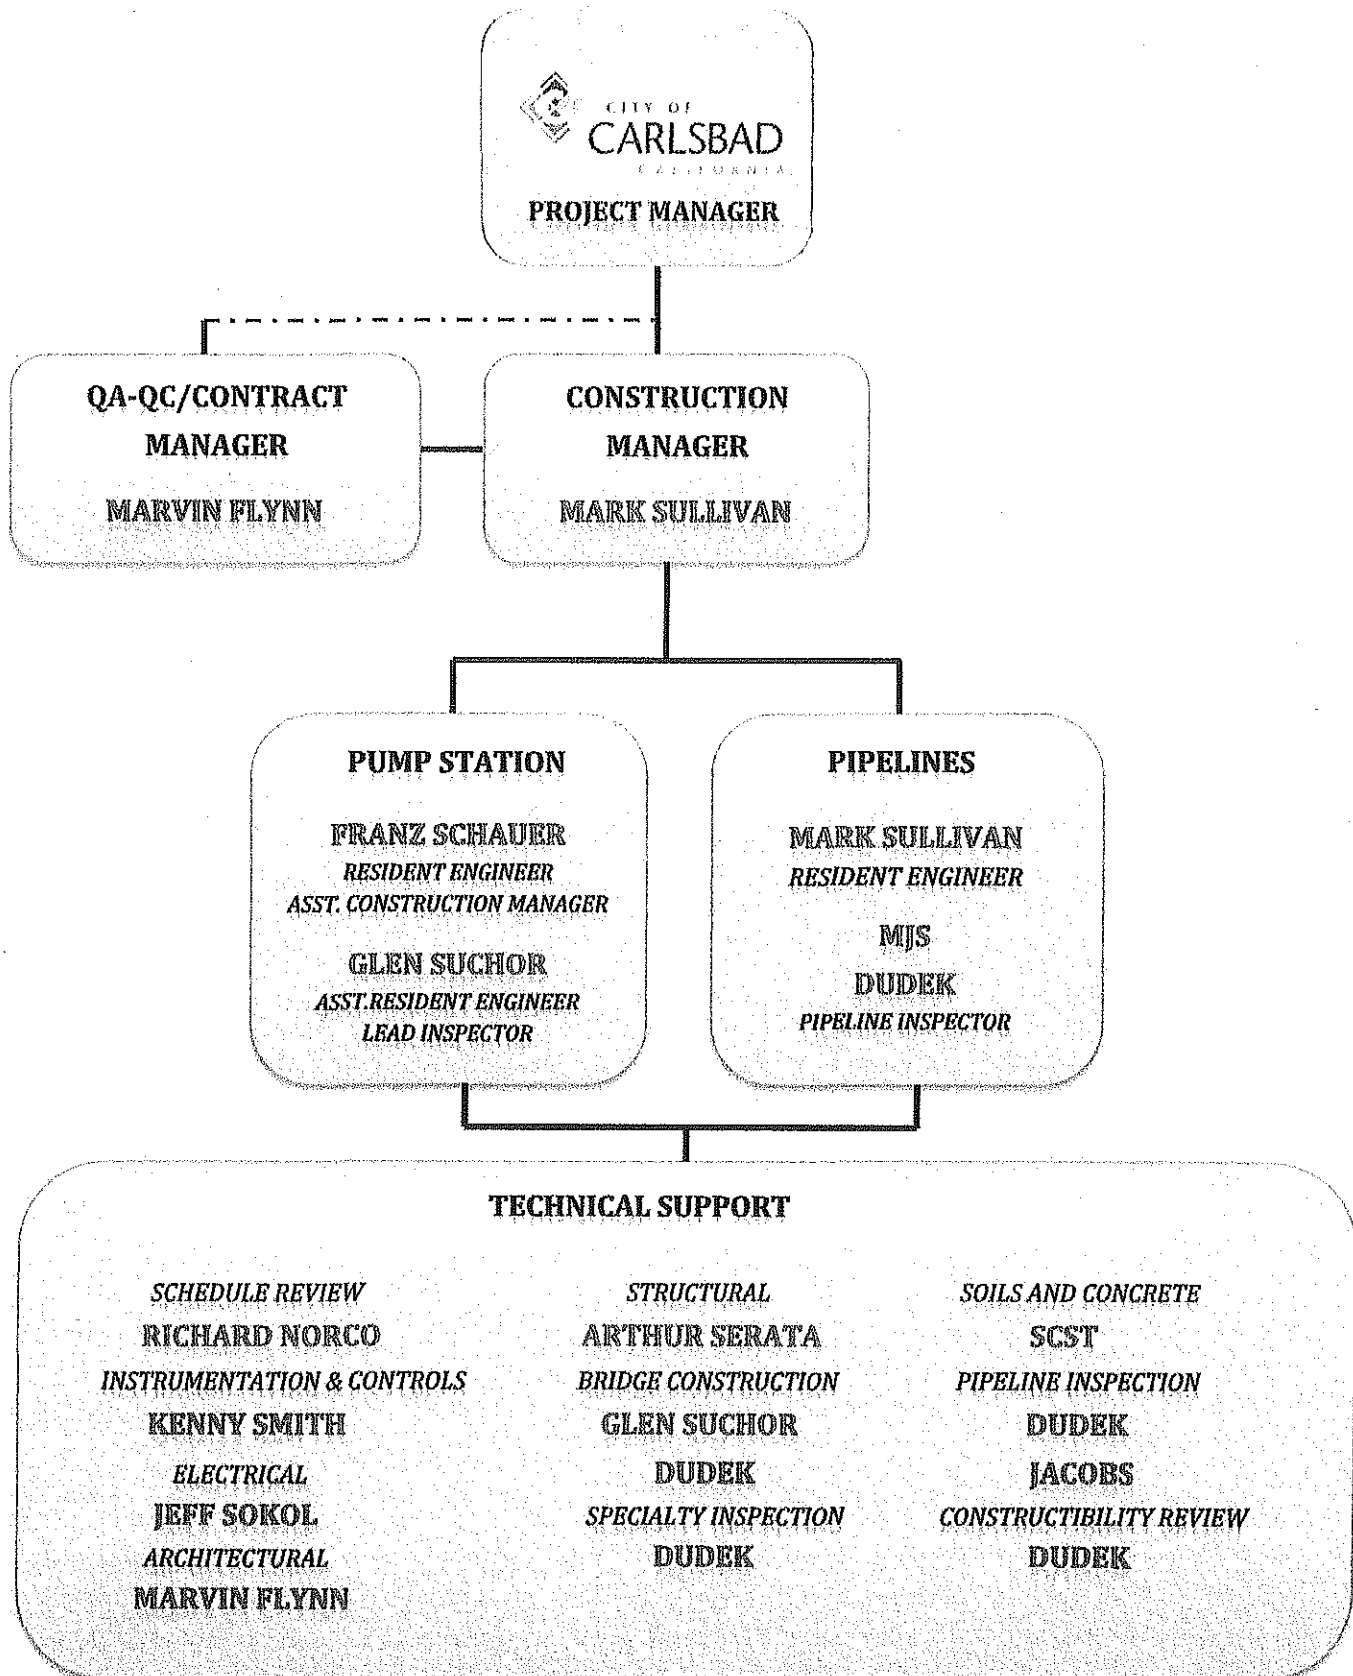 CITY OF
CARLSBAD
CALIFORNIA
PROJECT MANAGER
QA-QC/CONTRACT
MANAGER
MARVIN FLYNN
CONSTRUCTION
MANAGER
MARK SULLIVAN
PUMP STATION
FRANZ SCHAUER
RESIDENT ENGINEER
ASST. CONSTRUCTION MANAGER
GLEN SUCHOR
ASST.RESIDENT ENGINEER
LEAD INSPECTOR
PIPELINES
MARK SULLIVAN
RESIDENT ENGINEER
MJS
DUDEK
PIPELINE INSPECTOR
TECHNICAL SUPPORT
SCHEDULE REVIEW
RICHARD NORCO
INSTRUMENTATION & CONTROLS
KENNY SMITH
ELECTRICAL
JEFF SOKOL
ARCHITECTURAL
MARVIN FLYNN
STRUCTURAL
ARTHUR SERATA
BRIDGE CONSTRUCTION
GLEN SUCHOR
DUDEK
SPECIALTY INSPECTION
DUDEK
SOILS AND CONCRETE
SCST
PIPELINE INSPECTION
DUDEK
JACOBS
CONSTRUCTIBILITY REVIEW
DUDEK